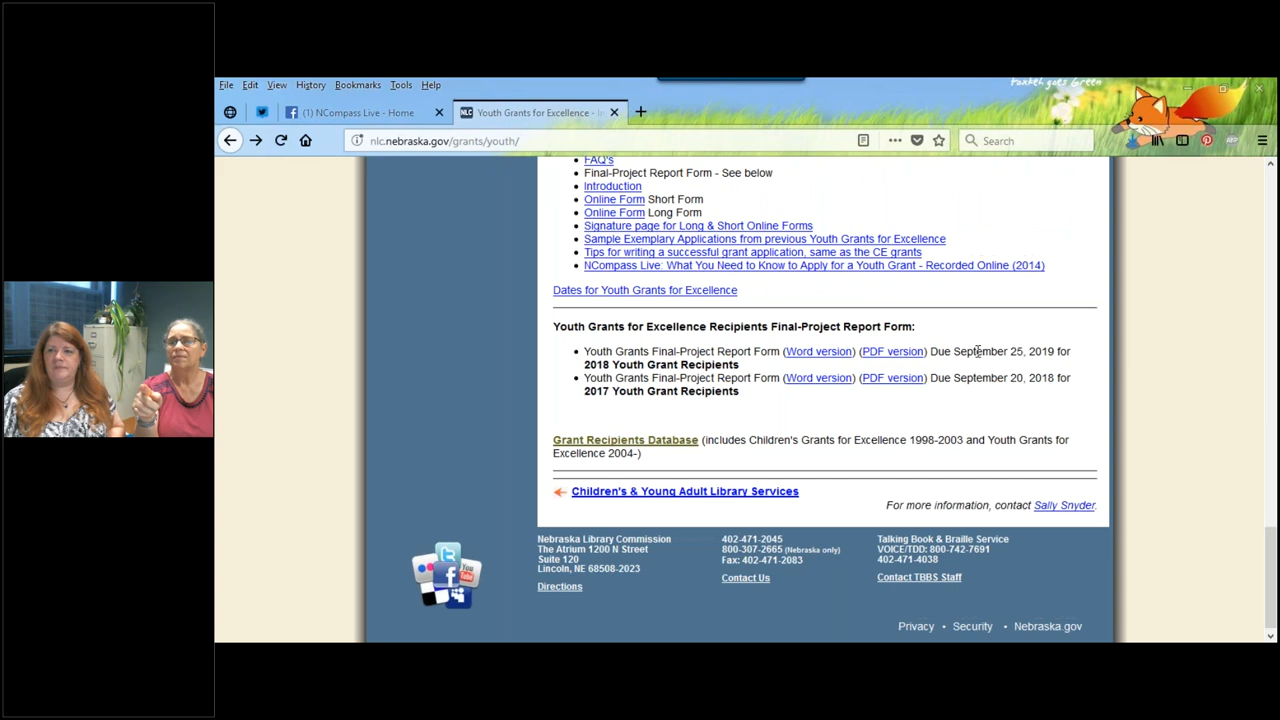 File Edit View History Bookmarks Tools Help
(1) NCompass Live - Home
NLC Youth Grants for Excellence -
nlc.nebraska.gov/grants/youth/
Search
FAQ's
Final-Project Report Form - See below
Introduction
Online Form Short Form
Online Form Long Form
Signature page for Long & Short Online Forms
Sample Exemplary Applications from previous Youth Grants for Excellence
Tips for writing a successful grant application, same as the CE grants
NCompass Live: What You Need to Know to Apply for a Youth Grant - Recorded Online (2014)
Dates for Youth Grants for Excellence
Youth Grants for Excellence Recipients Final-Project Report Form:
Youth Grants Final-Project Report Form (Word version) (PDF version) Due September 25, 2019 for
2018 Youth Grant Recipients
Youth Grants Final-Project Report Form (Word version) (PDF version) Due September 20, 2018 for
2017 Youth Grant Recipients
Grant Recipients Database (includes Children's Grants for Excellence 1998-2003 and Youth Grants for
Excellence 2004-)
Children's & Young Adult Library Services
For more information, contact Sally Snyder.
Nebraska Library Commission
The Atrium 1200 N Street
Suite 120
Lincoln, NE 68508-2023
Directions
402-471-2045
800-307-2665 (Nebraska only)
Fax: 402-471-2083
Contact Us
Talking Book & Braille Service
VOICE/TDD: 800-742-7691
402-471-4038
Contact TBBS Staff
Privacy • Security • Nebraska.gov